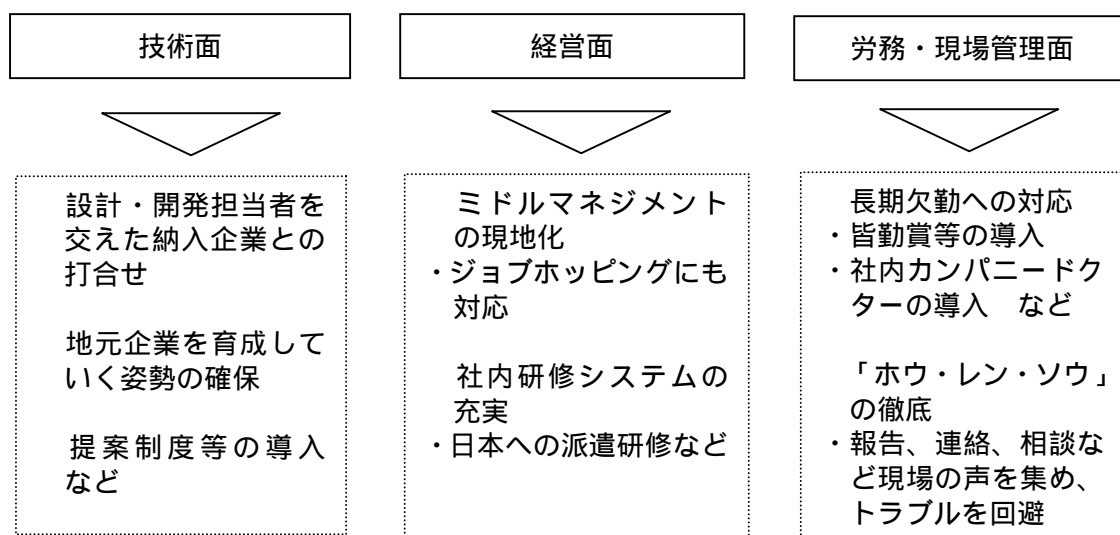 技術面
設計・開発担当者を
交えた納入企業との
打合せ
地元企業を育成して
いく姿勢の確保
提案制度等の導入
など
経営面
ミドルマネジメント
の現地化
・ジョブホッピングにも
対応
社内研修システムの
充実
・日本への派遣研修など
労務・現場管理面
長期欠勤への対応
・皆勤賞等の導入
・社内カンパニードク
ターの導入　など
「ホウ・レン・ソウ」
の徹底
・報告、連絡、相談な
ど現場の声を集め、
トラブルを回避